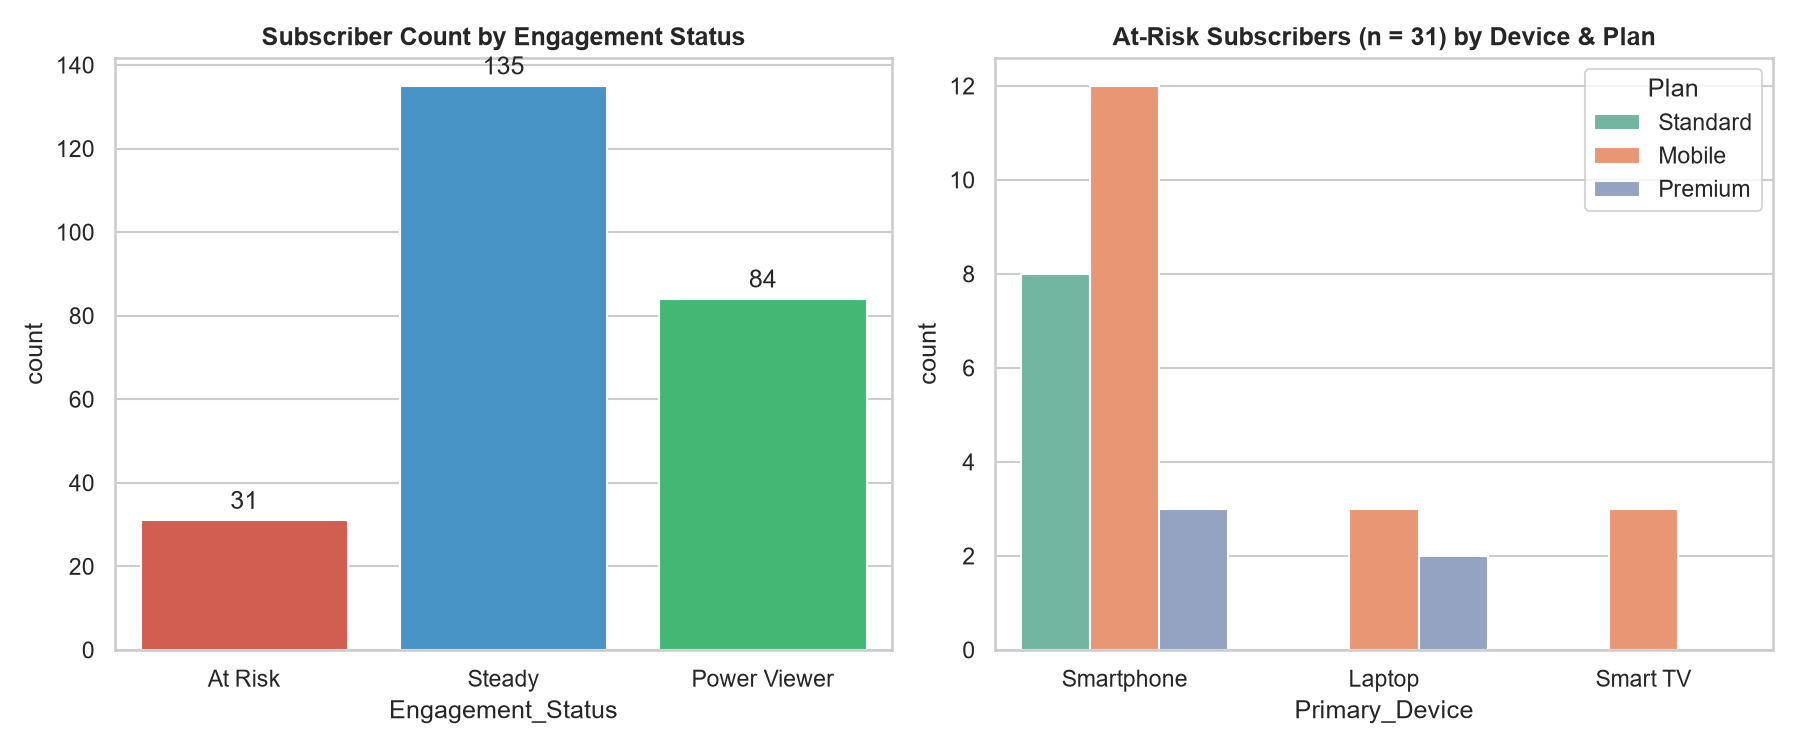 Subscriber Count by Engagement Status
140
120
100
80
60
40
20
0
count
135
84
31
At Risk
Steady
Power Viewer
Engagement_Status
At-Risk Subscribers (n = 31) by Device & Plan
12
10
8
6
4
2
0
count
Plan
Standard
Mobile
Premium
Smartphone
Laptop
Smart TV
Primary_Device